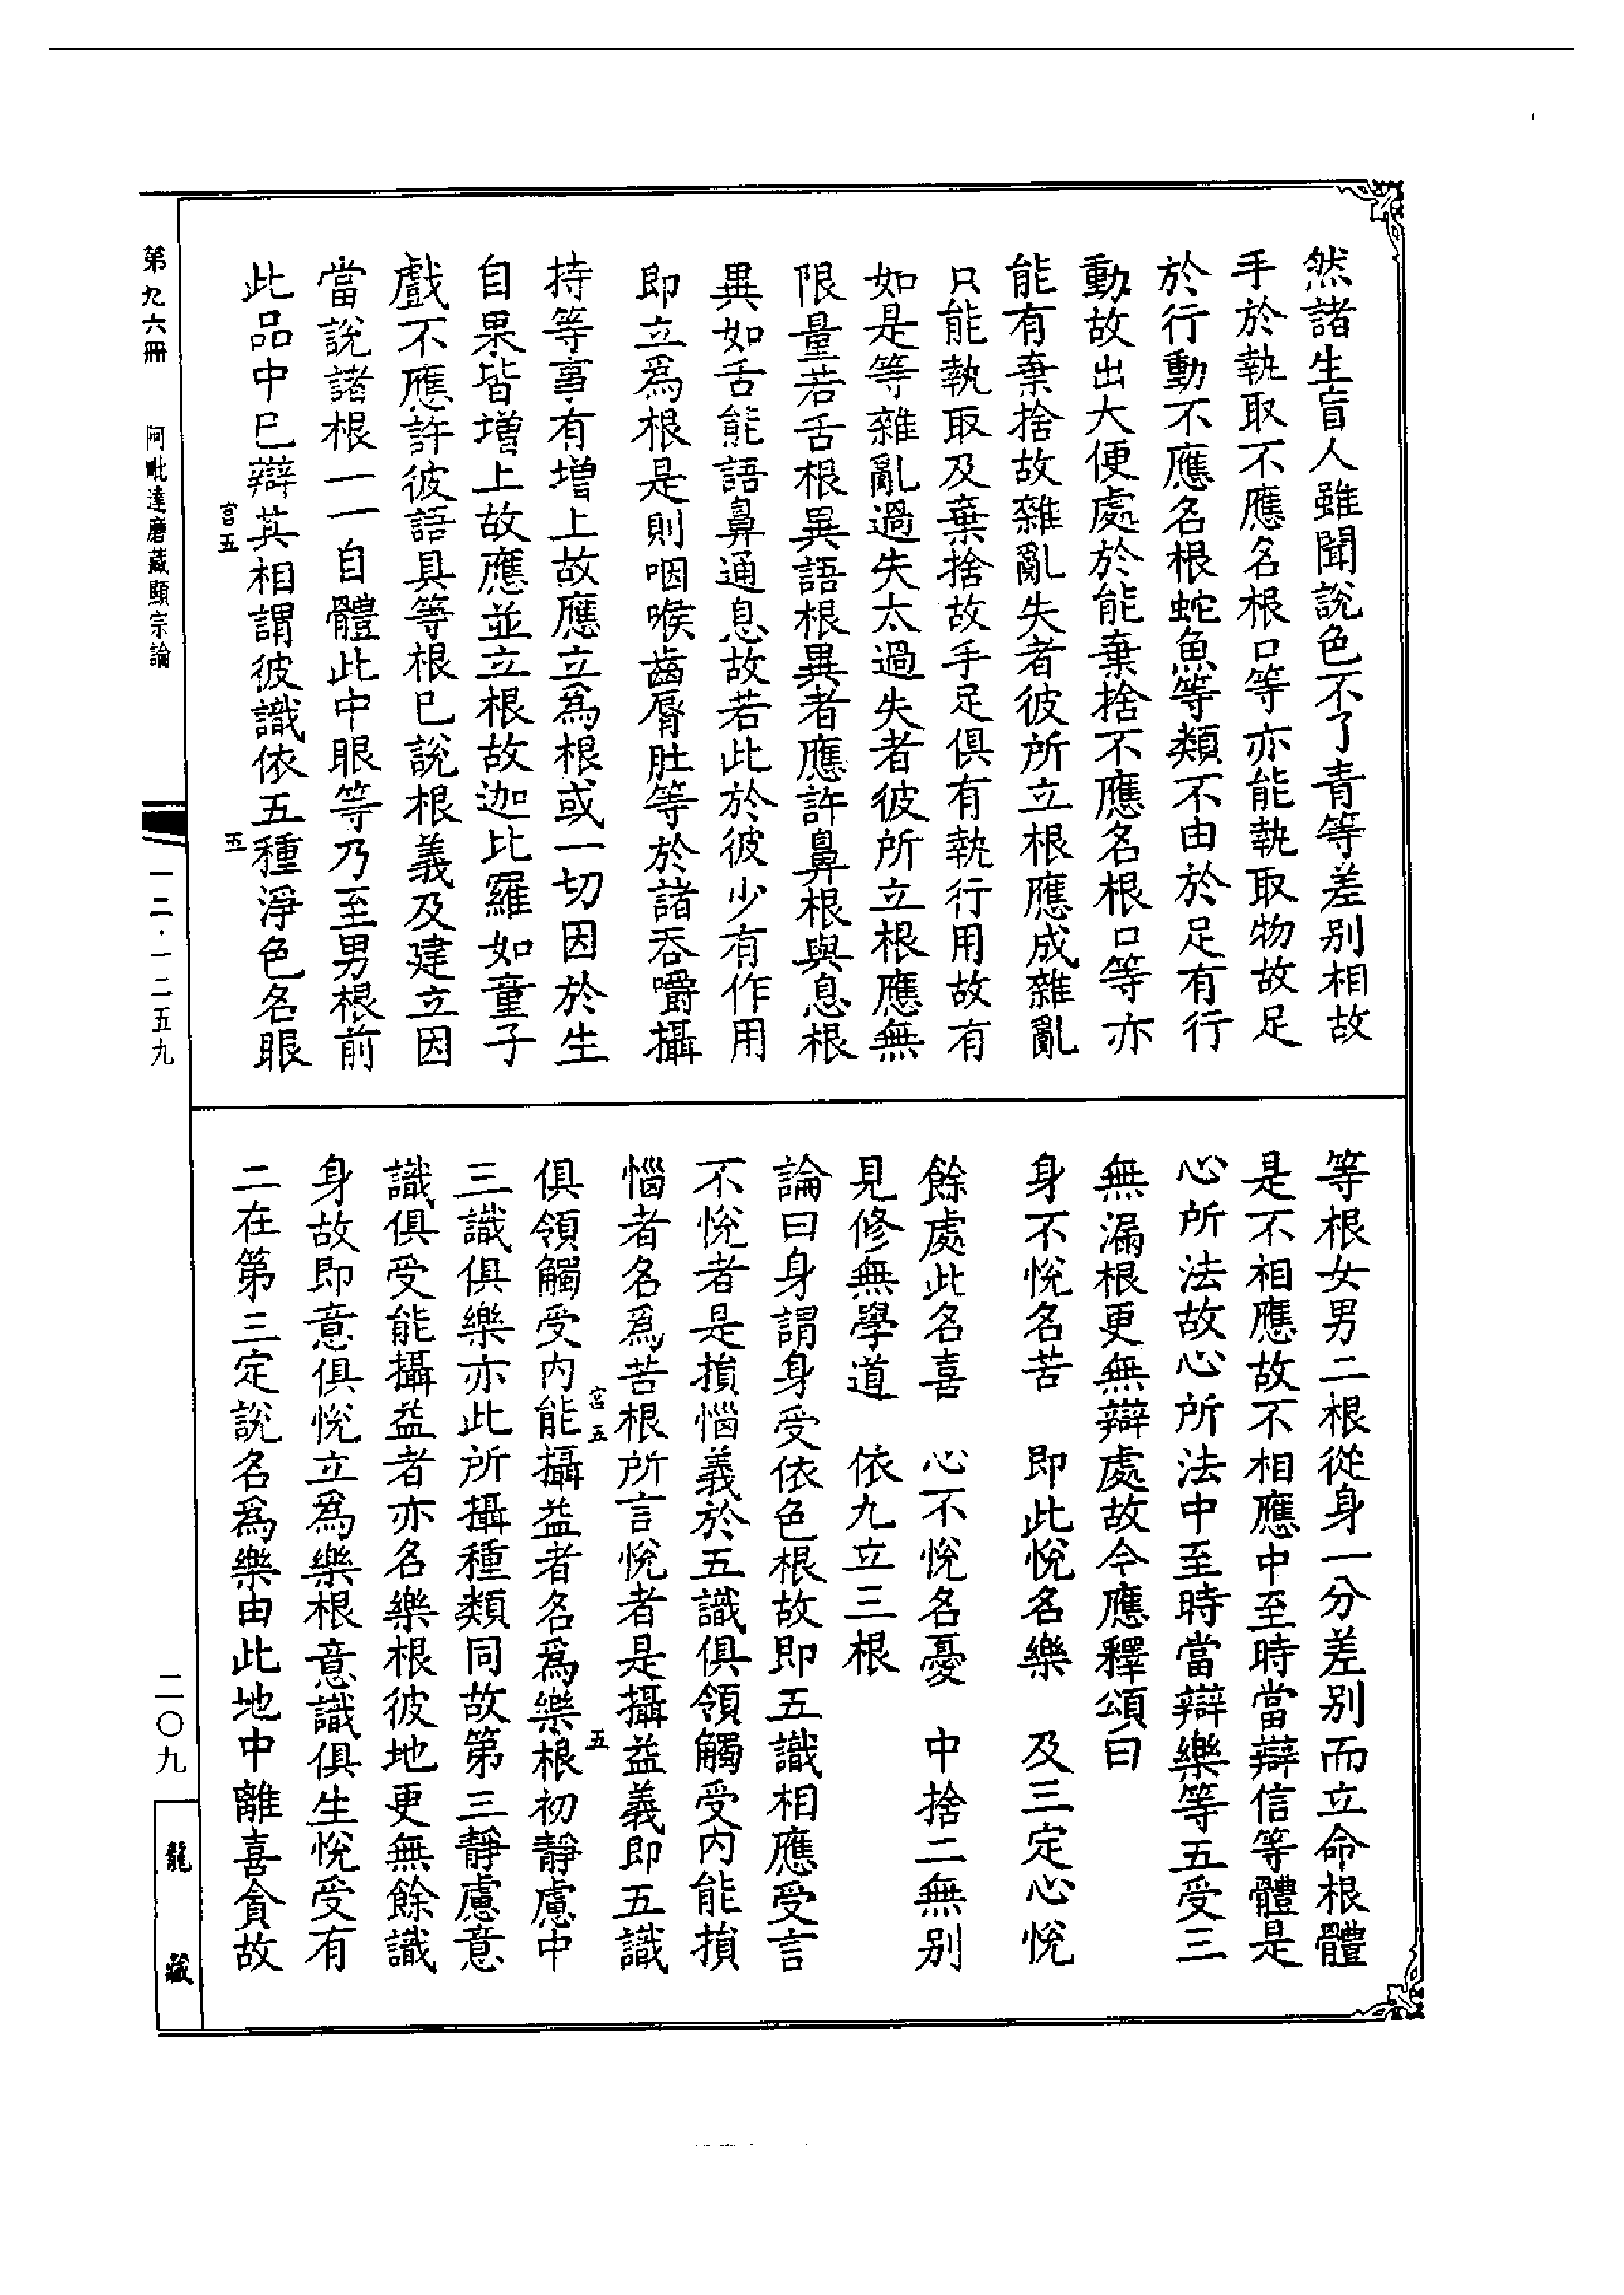 然諸生盲人雖聞說色不了青等差别相故
手於執取不應名根口等亦能執取物故足
於行動不應名根蛇魚等類不由於足有行
動故出大便處於能棄捨不應名根口等亦
能有棄捨故雜亂失者彼所立根應成雜亂
只能執取及棄捨故手足俱有執行用故有
如是等雜亂過失太過失者彼所立根應無
限量若舌根異語根異者應許鼻根與息根
異如舌能語鼻通息故若此於彼少有作用
即立爲根是則咽喉齒脣肚等於諸吞嚼攝
持等事有增上故應立爲根或一切因於生
自果皆增上故應並立根故迦比羅如童子
戲不應許彼語具等根巳說根義及建立因
當說諸根一一自體此中眼等乃至男根前
此品中巳辯其相謂彼識依五種淨色名眼
宫五
五
等根女男二根從身一分差别而立命根體
是不相應故不相應中至時當辯信等體是
心所法故心所法中至時當辯樂等五受三
無漏根更無辯處故今應釋頌曰
身不悅名苦　即此悅名樂　及三定心悅
餘處此名喜　心不悅名憂　中捨二無别
見修無學道　依九立三根
論曰身謂身受依色根故即五識相應受言
不悅者是損惱義於五識俱領觸受内能損
惱者名爲苦根所言悅者是攝益義即五識
宫五
五
俱領觸受内能攝益者名爲樂根初靜慮中
三識俱樂亦此所攝種類同故第三靜慮意
識俱受能攝益者亦名樂根彼地更無餘識
身故即意俱悅立爲樂根意識俱生悅受有
二在第三定說名爲樂由此地中離喜貪故
第九六冊　阿毗達磨藏顯宗論
一二·一二五九
二〇九
龍藏